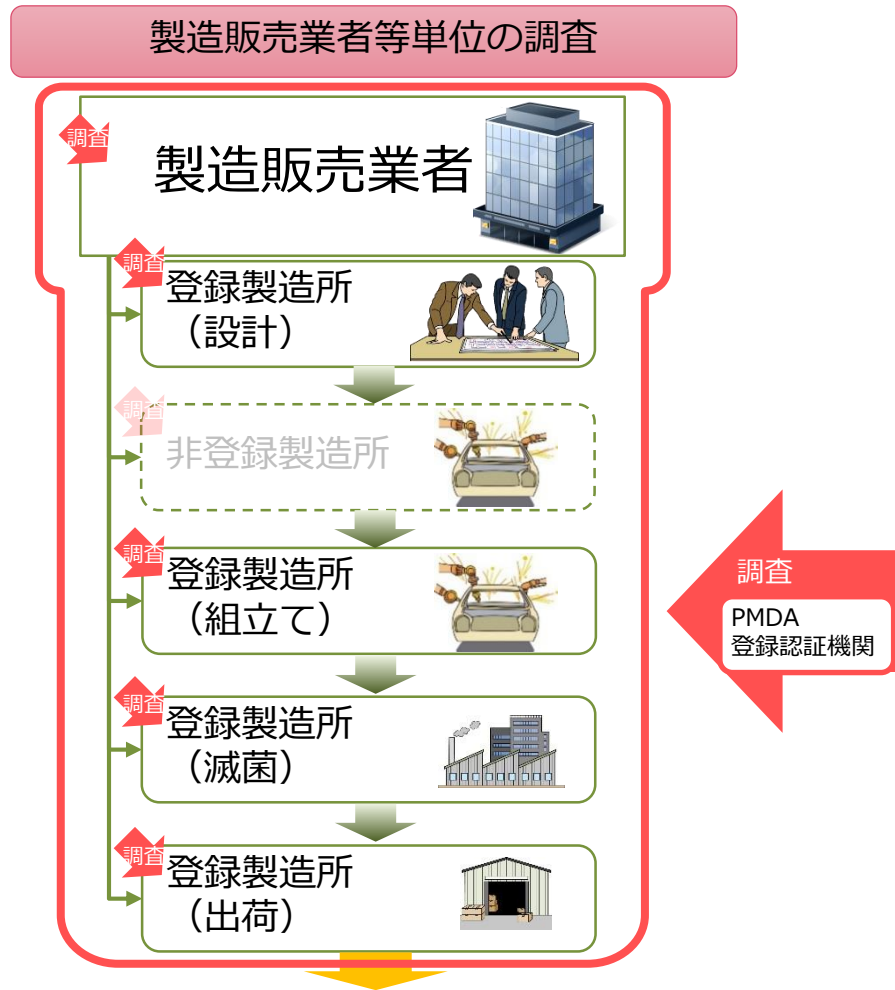 製造販売業者等単位の調査
調査
製造販売業者
調査
登録製造所
（設計）
調査
非登録製造所
調査
登録製造所
（組立て）
調査
登録製造所
（滅菌）
調査
登録製造所
（出荷）
調査
PMDA
登録認証機関